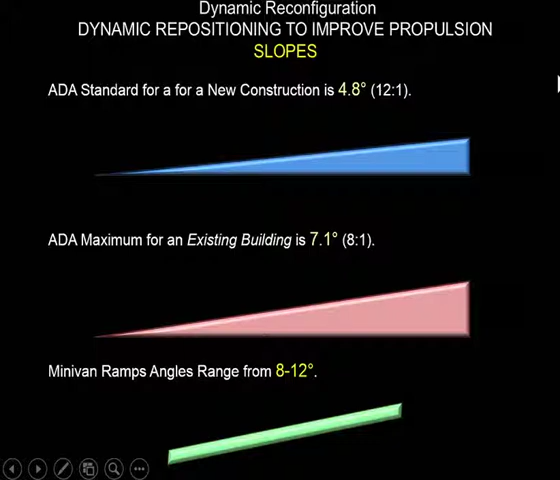 Dynamic Reconfiguration
DYNAMIC REPOSITIONING TO IMPROVE PROPULSION
SLOPES
ADA Standard for a for a New Construction is 4.8° (12:1).
ADA Maximum for an Existing Building is 7.1° (8:1).
Minivan Ramps Angles Range from 8-12°.